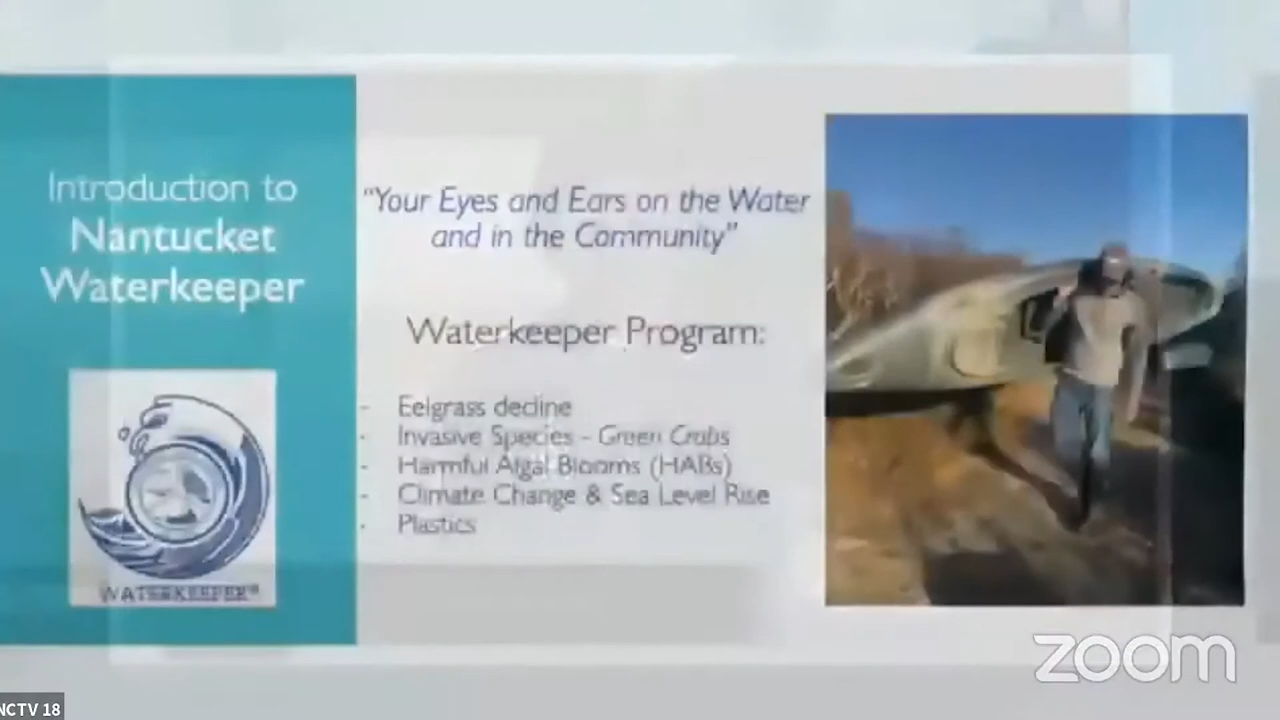 Introduction to
Nantucket
Waterkeeper
"Your Eyes and Ears on the Water
and in the Community"
Waterkeeper Program:
- Eelgrass decline
- Invasive Species - Green Crabs
- Harmful Algal Blooms (HABs)
- Climate Change & Sea Level Rise
- Plastics
WATERKEEPER®
zoom
NCTV 18